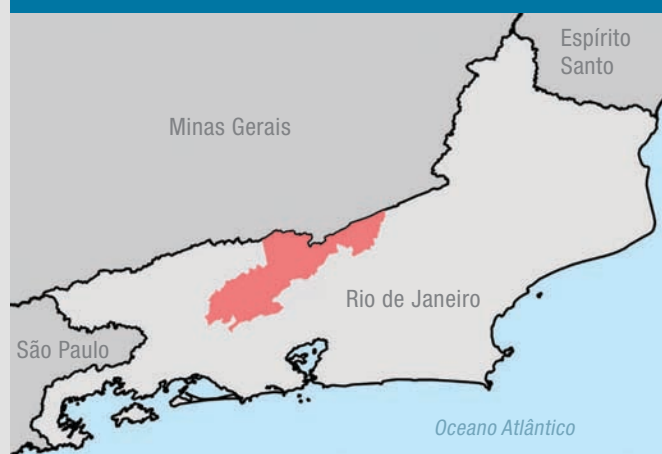 Espírito
Santo
Minas Gerais
Rio de Janeiro
São Paulo
Oceano Atlântico